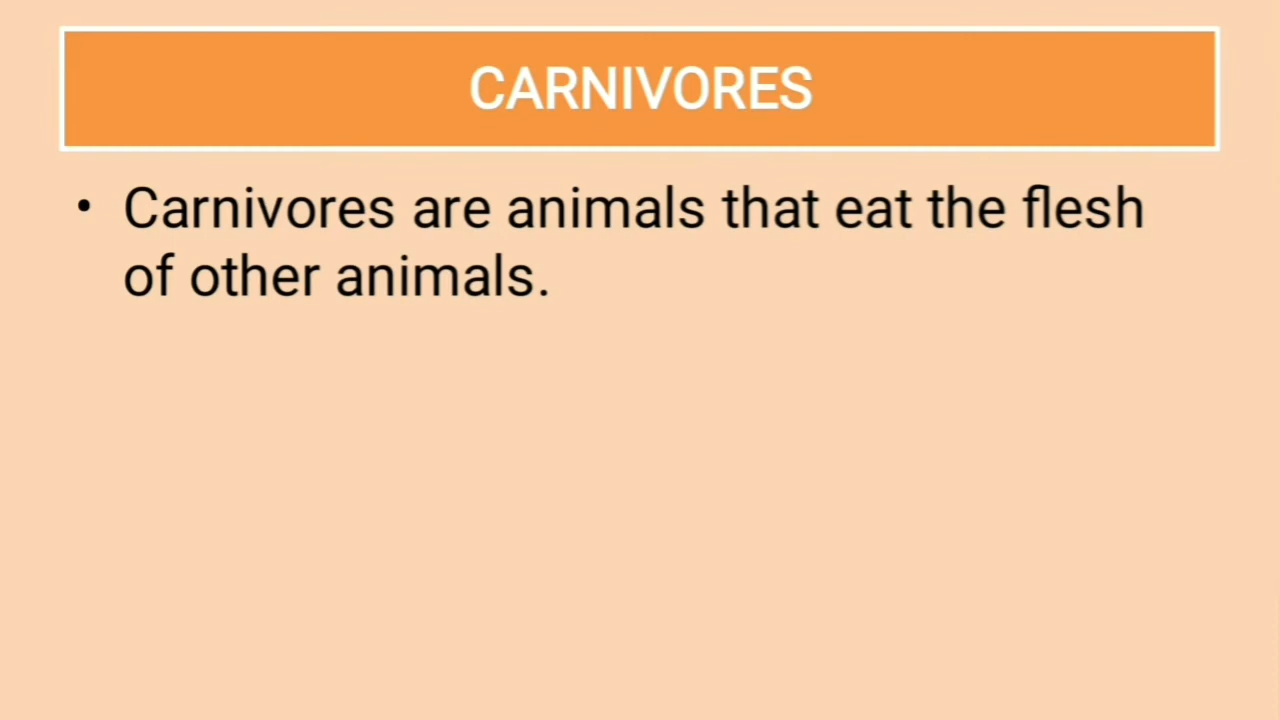 CARNIVORES
• Carnivores are animals that eat the flesh
of other animals.